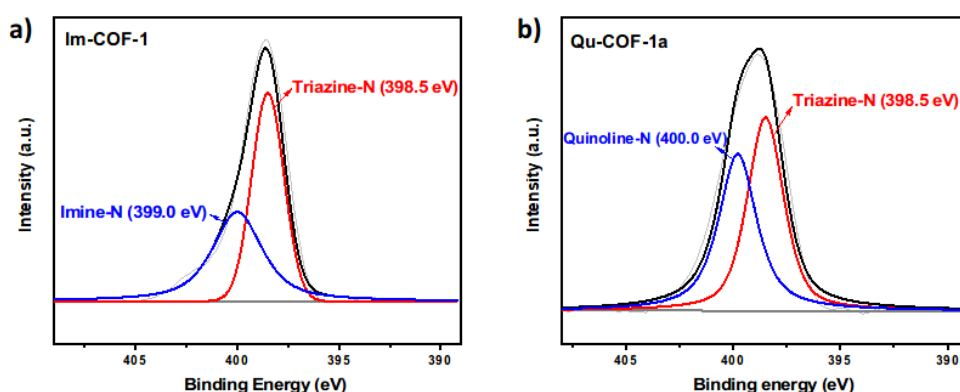 a)
Im-COF-1
Triazine-N (398.5 eV)
Imine-N (399.0 eV)
Intensity (a.u.)
405 400 395 390
Binding Energy (eV)
b)
Qu-COF-1a
Triazine-N (398.5 eV)
Quinoline-N (400.0 eV)
Intensity (a.u.)
405 400 395 390
Binding energy (eV)